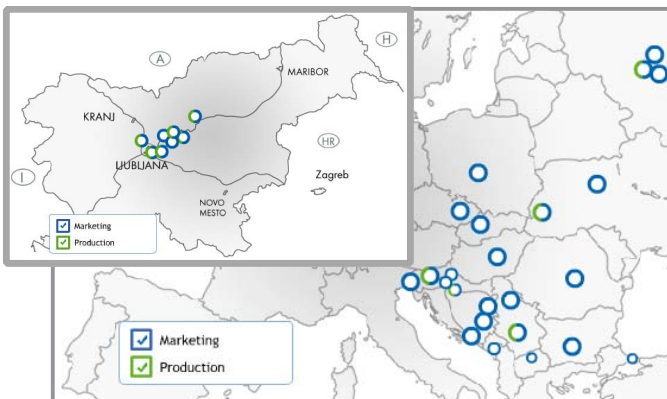 A
H
MARIBOR
KRANJ
HR
LJUBLJANA
I
Zagreb
NOVO
MESTO
Marketing
Production
Marketing
Production